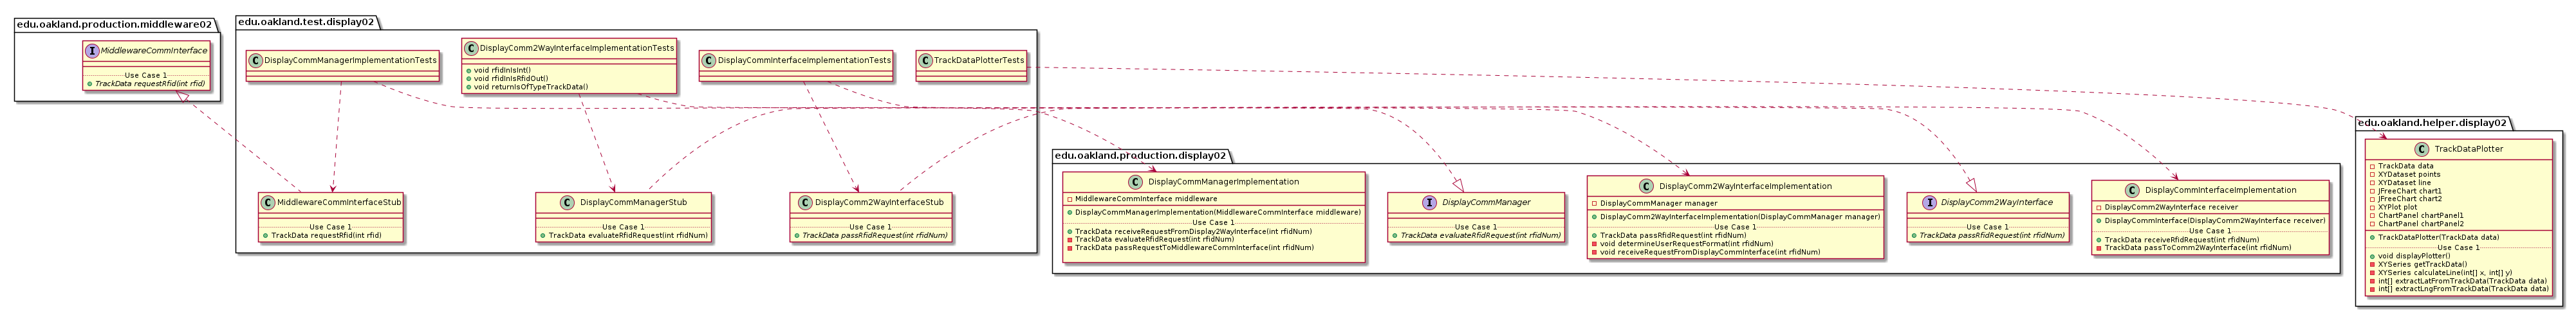 edu.oakland.production.middleware02
I MiddlewareCommInterface
Use Case 1
TrackData requestRfid(int rfid)
edu.oakland.test.display02
C DisplayCommManagerImplementationTests
C DisplayComm2WayInterfaceImplementationTests
void rfidInIsInt()
void rfidInIsRfidOut()
void returnIsOfTypeTrackData()
C DisplayCommInterfaceImplementationTests
C TrackDataPlotterTests
C MiddlewareCommInterfaceStub
Use Case 1
TrackData requestRfid(int rfid)
C DisplayCommManagerStub
Use Case 1
TrackData evaluateRfidRequest(int rfidNum)
C DisplayComm2WayInterfaceStub
Use Case 1
TrackData passRfidRequest(int rfidNum)
edu.oakland.production.display02
C DisplayCommManagerImplementation
MiddlewareCommInterface middleware
DisplayCommManagerImplementation(MiddlewareCommInterface middleware)
Use Case 1
TrackData receiveRequestFromDisplay2WayInterface(int rfidNum)
TrackData evaluateRfidRequest(int rfidNum)
TrackData passRequestToMiddlewareCommInterface(int rfidNum)
I DisplayCommManager
Use Case 1
TrackData evaluateRfidRequest(int rfidNum)
C DisplayComm2WayInterfaceImplementation
DisplayCommManager manager
DisplayComm2WayInterfaceImplementation(DisplayCommManager manager)
Use Case 1
TrackData passRfidRequest(int rfidNum)
void determineUserRequestFormat(int rfidNum)
void receiveRequestFromDisplayCommInterface(int rfidNum)
I DisplayComm2WayInterface
Use Case 1
TrackData passRfidRequest(int rfidNum)
C DisplayCommInterfaceImplementation
DisplayComm2WayInterface receiver
DisplayCommInterface(DisplayComm2WayInterface receiver)
Use Case 1
TrackData receiveRfidRequest(int rfidNum)
TrackData passToComm2WayInterface(int rfidNum)
edu.oakland.helper.display02
C TrackDataPlotter
TrackData data
XYDataset points
XYDataset line
JFreeChart chart1
JFreeChart chart2
XYPlot plot
ChartPanel chartPanel1
ChartPanel chartPanel2
TrackDataPlotter(TrackData data)
Use Case 1
void displayPlotter()
XYSeries getTrackData()
XYSeries calculateLine(int[] x, int[] y)
int[] extractLatFromTrackData(TrackData data)
int[] extractLngFromTrackData(TrackData data)